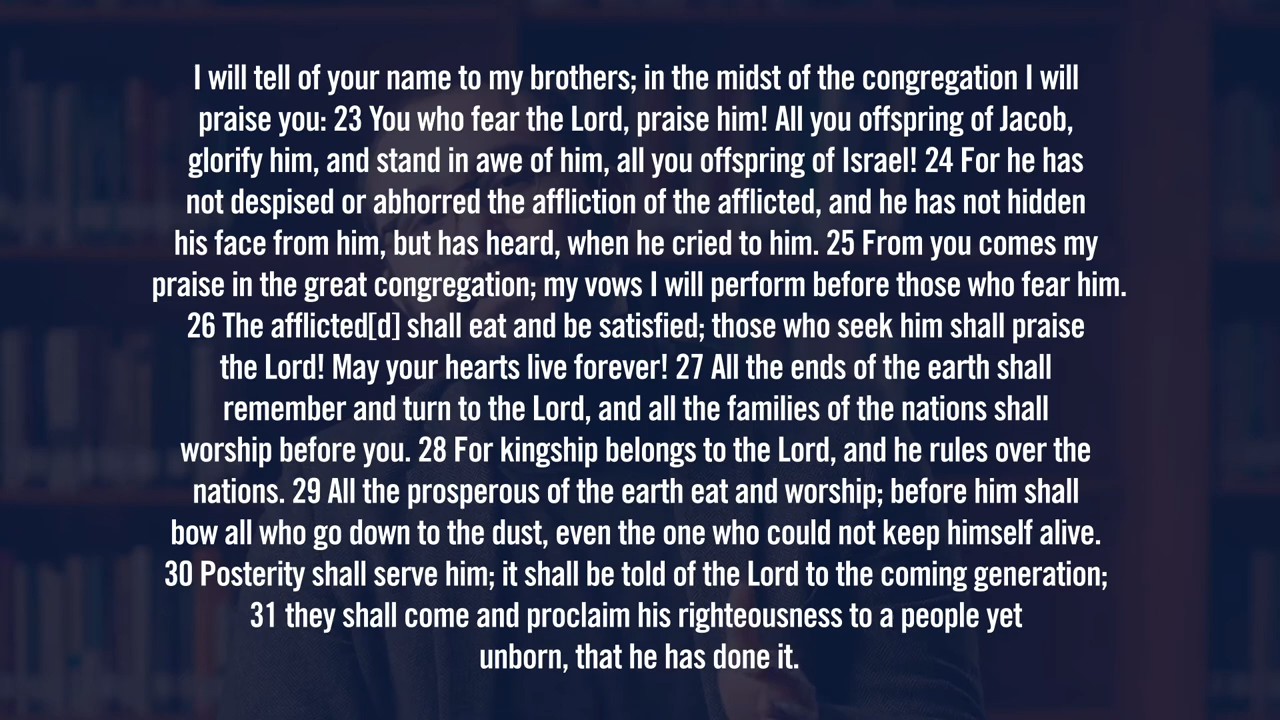 I will tell of your name to my brothers; in the midst of the congregation I will
praise you: 23 You who fear the Lord, praise him! All you offspring of Jacob,
glorify him, and stand in awe of him, all you offspring of Israel! 24 For he has
not despised or abhorred the affliction of the afflicted, and he has not hidden
his face from him, but has heard, when he cried to him. 25 From you comes my
praise in the great congregation; my vows I will perform before those who fear him.
26 The afflicted[d] shall eat and be satisfied; those who seek him shall praise
the Lord! May your hearts live forever! 27 All the ends of the earth shall
remember and turn to the Lord, and all the families of the nations shall
worship before you. 28 For kingship belongs to the Lord, and he rules over the
nations. 29 All the prosperous of the earth eat and worship; before him shall
bow all who go down to the dust, even the one who could not keep himself alive.
30 Posterity shall serve him; it shall be told of the Lord to the coming generation;
31 they shall come and proclaim his righteousness to a people yet
unborn, that he has done it.